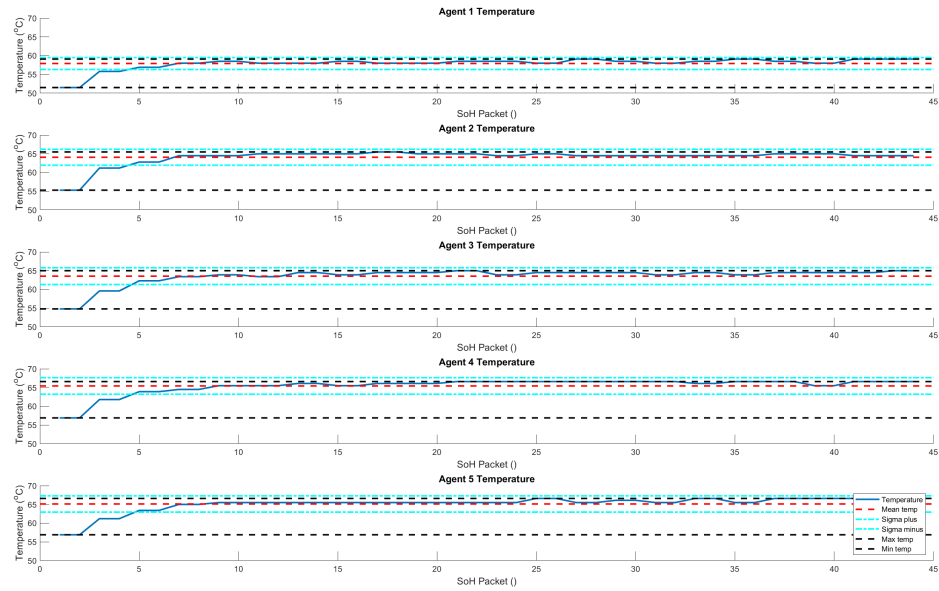 Agent 1 Temperature
Temperature (°C)
70
65
60
55
50
0 5 10 15 20 25 30 35 40 45
SoH Packet ()
Agent 2 Temperature
Temperature (°C)
70
65
60
55
50
0 5 10 15 20 25 30 35 40 45
SoH Packet ()
Agent 3 Temperature
Temperature (°C)
70
65
60
55
50
0 5 10 15 20 25 30 35 40 45
SoH Packet ()
Agent 4 Temperature
Temperature (°C)
70
65
60
55
50
0 5 10 15 20 25 30 35 40 45
SoH Packet ()
Agent 5 Temperature
Temperature (°C)
70
65
60
55
50
Temperature
Mean temp
Sigma plus
Sigma minus
Max temp
Min temp
0 5 10 15 20 25 30 35 40 45
SoH Packet ()